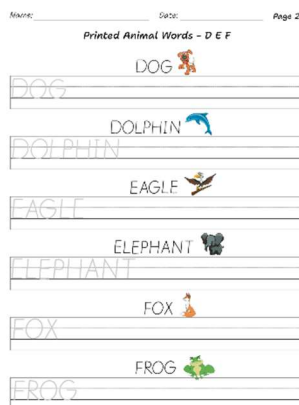 Name: Date: Page 2
Printed Animal Words - D E F
DOG
DOG
DOLPHIN
DOLPHIN
EAGLE
EAGLE
ELEPHANT
ELEPHANT
FOX
FOX
FROG
FROG